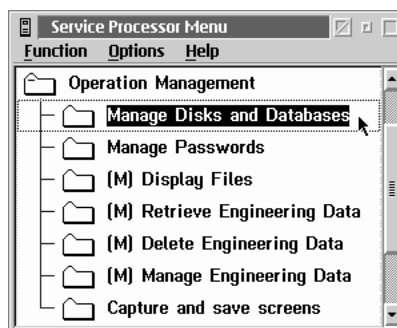 Service Processor Menu
Function Options Help
Operation Management
Manage Disks and Databases
Manage Passwords
(M) Display Files
(M) Retrieve Engineering Data
(M) Delete Engineering Data
(M) Manage Engineering Data
Capture and save screens